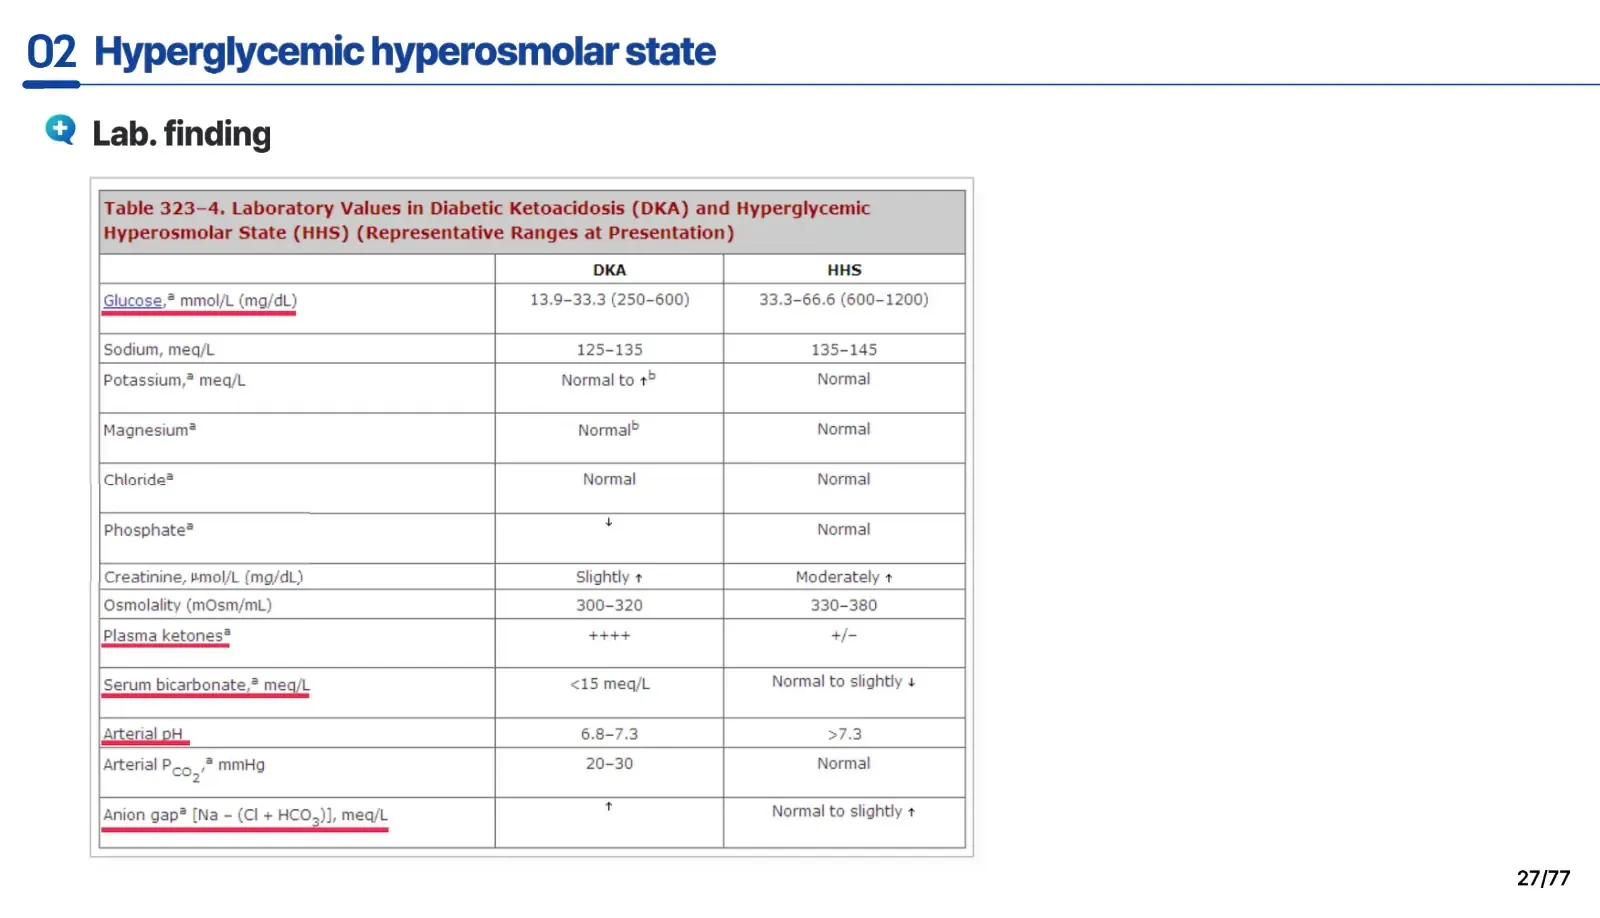 02 Hyperglycemic hyperosmolar state
Lab. finding
Table 323–4. Laboratory Values in Diabetic Ketoacidosis (DKA) and Hyperglycemic
Hyperosmolar State (HHS) (Representative Ranges at Presentation)
DKA HHS
Glucose,ᵃ mmol/L (mg/dL) 13.9–33.3 (250–600) 33.3–66.6 (600–1200)
Sodium, meq/L 125–135 135–145
Potassium,ᵃ meq/L Normal to ↑ᵇ Normal
Magnesiumᵃ Normalᵇ Normal
Chlorideᵃ Normal Normal
Phosphateᵃ ↓ Normal
Creatinine, μmol/L (mg/dL) Slightly ↑ Moderately ↑
Osmolality (mOsm/mL) 300–320 330–380
Plasma ketonesᵃ ++++ +/–
Serum bicarbonate,ᵃ meq/L <15 meq/L Normal to slightly ↓
Arterial pH 6.8–7.3 >7.3
Arterial PCO₂,ᵃ mmHg 20–30 Normal
Anion gapᵃ [Na – (Cl + HCO₃)], meq/L ↑ Normal to slightly ↑
27/77